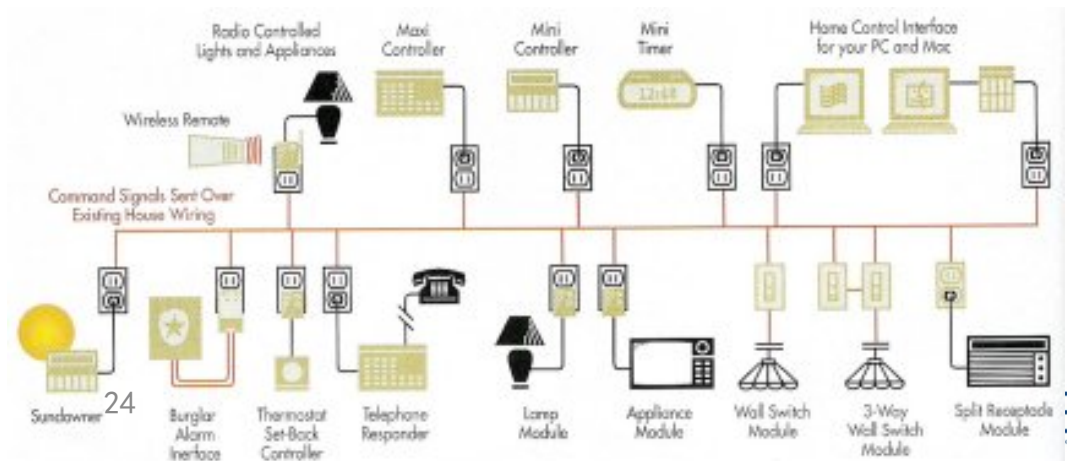 Radio Controlled
Lights and Appliances
Maxi
Controller
Mini
Controller
Mini
Timer
Home Control Interface
for your PC and Mac
12:68
Wireless Remote
Command Signals Sent Over
Existing House Wiring
Sundowner
24
Burglar
Alarm
Inerface
Thermostat
Set-Back
Controller
Telephone
Responder
Lamp
Module
Appliance
Module
Wall Switch
Module
3-Way
Wall Switch
Module
Split Receptacle
Module